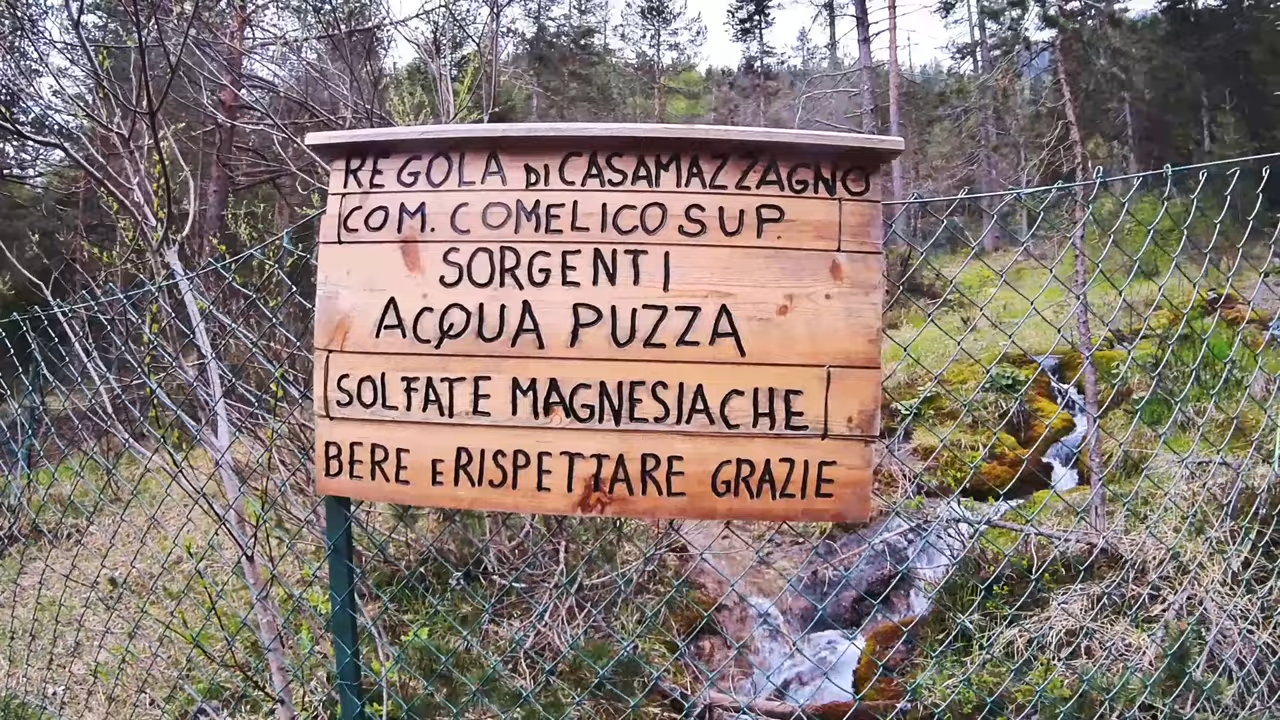 REGOLA DI CASAMAZZAGNO
COM. COMELICO SUP.
SORGENTI
ACQUA PUZZA
SOLFATE MAGNESIACHE
BERE E RISPETTARE GRAZIE